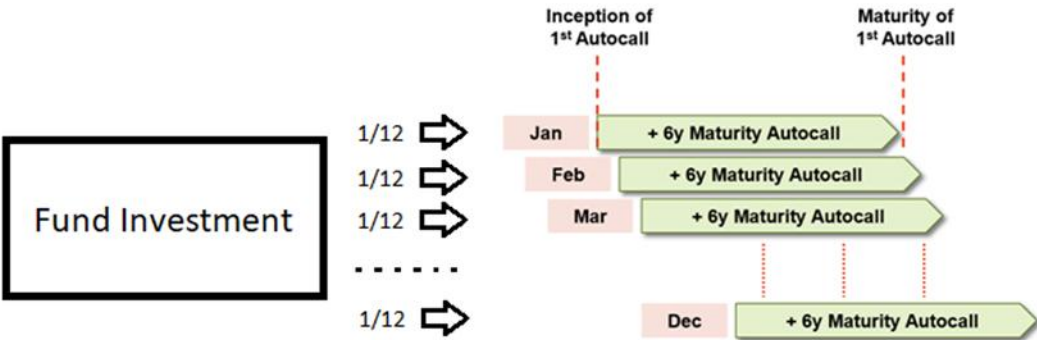 Inception of
1st Autocall
Maturity of
1st Autocall
Fund Investment
1/12
Jan
+ 6y Maturity Autocall
1/12
Feb
+ 6y Maturity Autocall
1/12
Mar
+ 6y Maturity Autocall
1/12
Dec
+ 6y Maturity Autocall